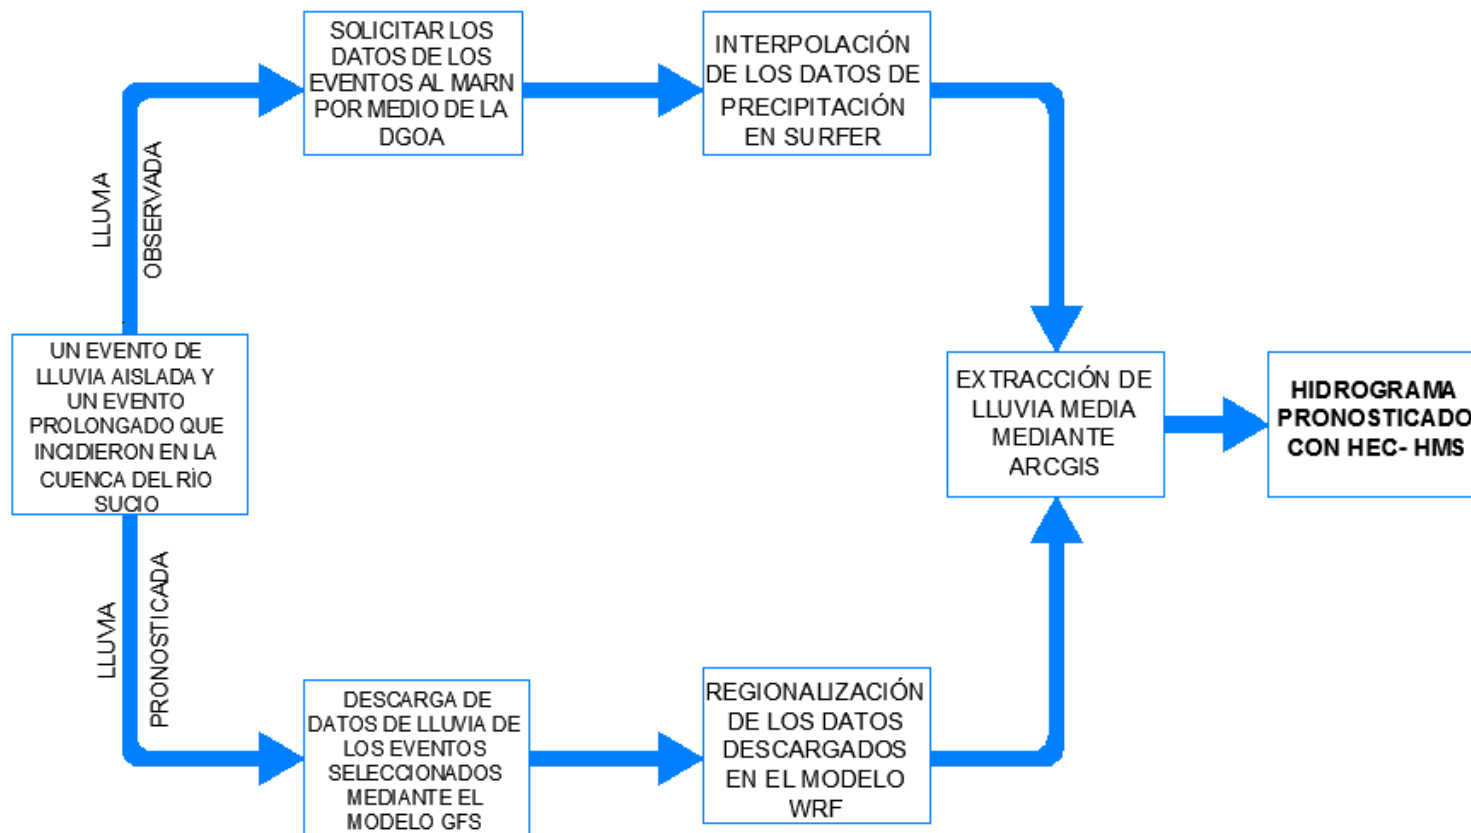 SOLICITAR LOS
DATOS DE LOS
EVENTOS AL MARN
POR MEDIO DE LA
DGOA
INTERPOLACIÓN
DE LOS DATOS DE
PRECIPITACIÓN
EN SURFER
LLUVIA
OBSERVADA
UN EVENTO DE
LLUVIA AISLADA Y
UN EVENTO
PROLONGADO QUE
INCIDIERON EN LA
CUENCA DEL RÍO
SUCIO
EXTRACCIÓN DE
LLUVIA MEDIA
MEDIANTE
ARCGIS
HIDROGRAMA
PRONOSTICADO
CON HEC- HMS
LLUVIA
PRONOSTICADA
DESCARGA DE
DATOS DE LLUVIA DE
LOS EVENTOS
SELECCIONADOS
MEDIANTE EL
MODELO GFS
REGIONALIZACIÓN
DE LOS DATOS
DESCARGADOS
EN EL MODELO
WRF